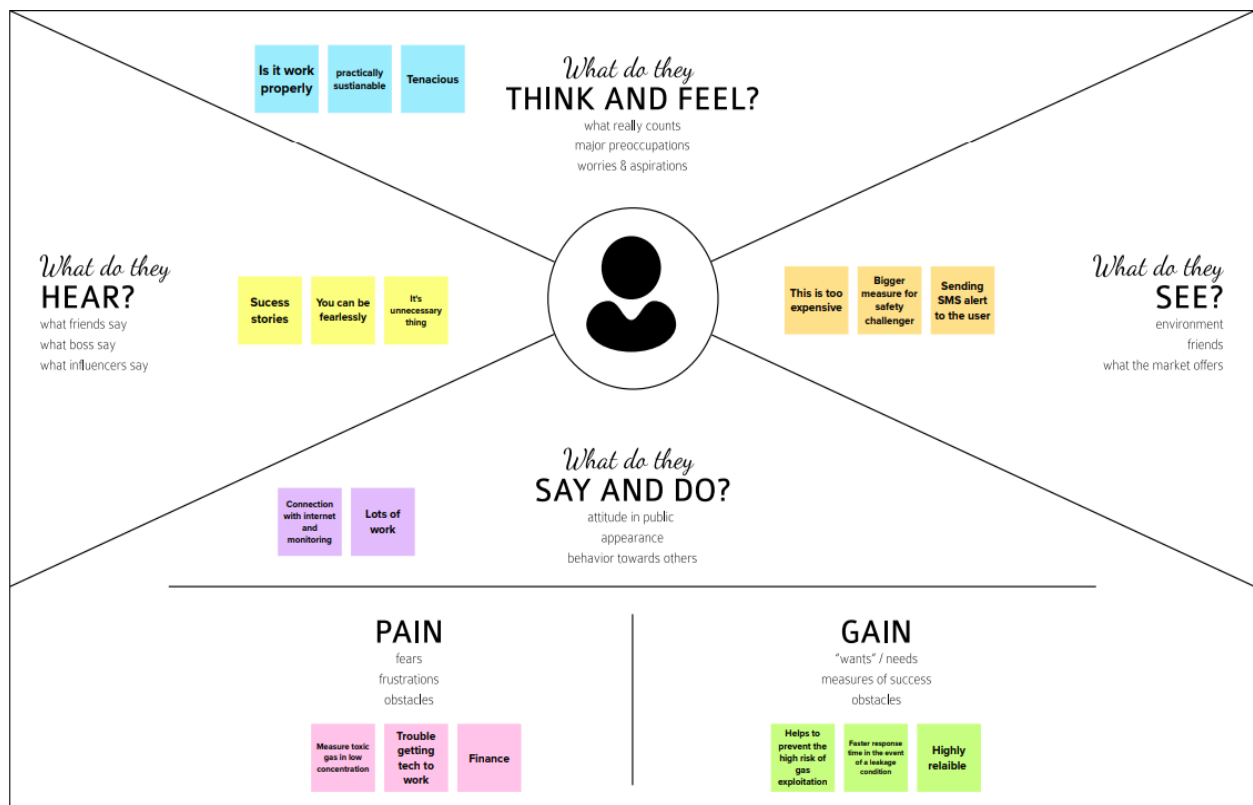 Is it work
properly
practically
sustianable
Tenacious
What do they
THINK AND FEEL?
what really counts
major preoccupations
worries & aspirations
What do they
HEAR?
what friends say
what boss say
what influencers say
Sucess
stories
You can be
fearlessly
It's
unnecessary
thing
This is too
expensive
Bigger
measure for
safety
challenger
Sending
SMS alert
to the user
What do they
SEE?
environment
friends
what the market offers
What do they
SAY AND DO?
attitude in public
appearance
behavior towards others
Connection
with internet
and
monitoring
Lots of
work
PAIN
fears
frustrations
obstacles
Measure toxic
gas in low
concentration
Trouble
getting
tech to
work
Finance
GAIN
"wants" / needs
measures of success
obstacles
Helps to
prevent the
high risk of
gas
exploitation
Faster response
time in the event
of a leakage
condition
Highly
relaible